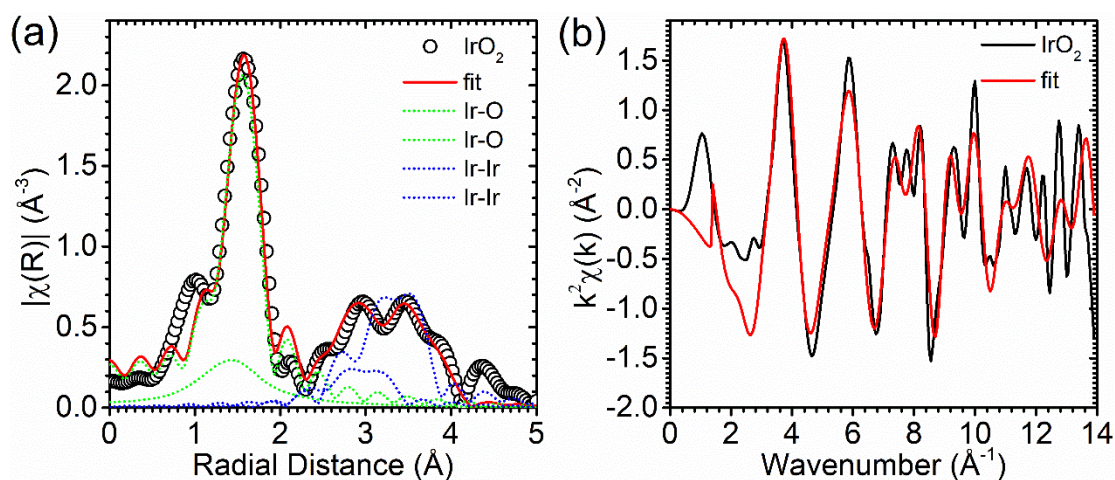 (a)
IrO₂
fit
Ir-O
Ir-O
Ir-Ir
Ir-Ir
|χ(R)| (Å⁻³)
2.0
1.5
1.0
0.5
0.0
0 1 2 3 4 5
Radial Distance (Å)
(b)
IrO₂
fit
k²χ(k) (Å⁻²)
1.5
1.0
0.5
0.0
-0.5
-1.0
-1.5
-2.0
0 2 4 6 8 10 12 14
Wavenumber (Å⁻¹)